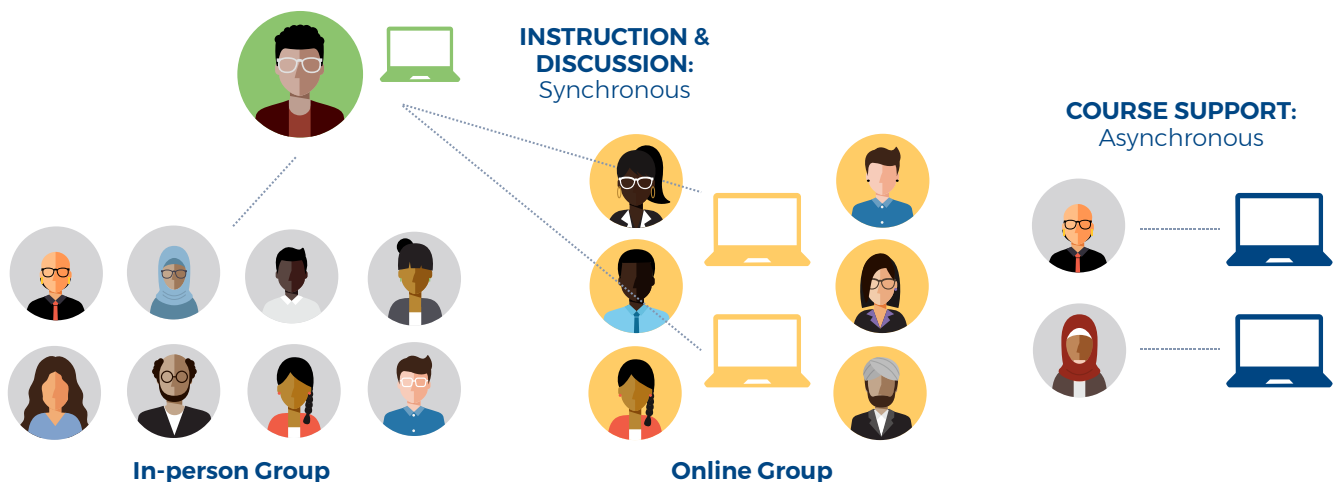 INSTRUCTION &
DISCUSSION:
Synchronous
COURSE SUPPORT:
Asynchronous
In-person Group
Online Group